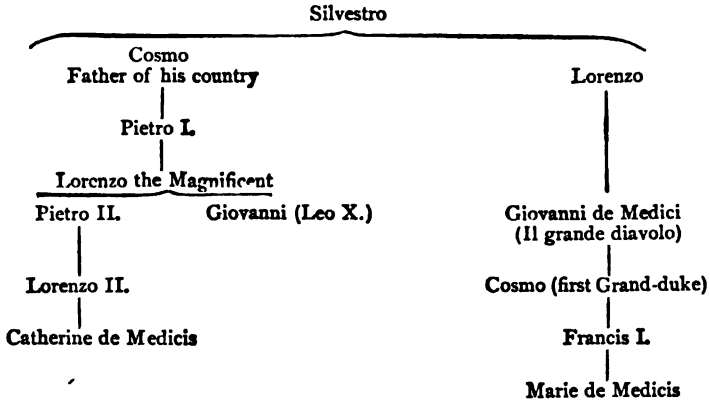 Silvestro
Cosmo
Father of his country
Lorenzo
Pietro I.
Lorenzo the Magnificent
Pietro II.
Giovanni (Leo X.)
Giovanni de Medici
(Il grande diavolo)
Lorenzo II.
Cosmo (first Grand-duke)
Catherine de Medicis
Francis I.
Marie de Medicis